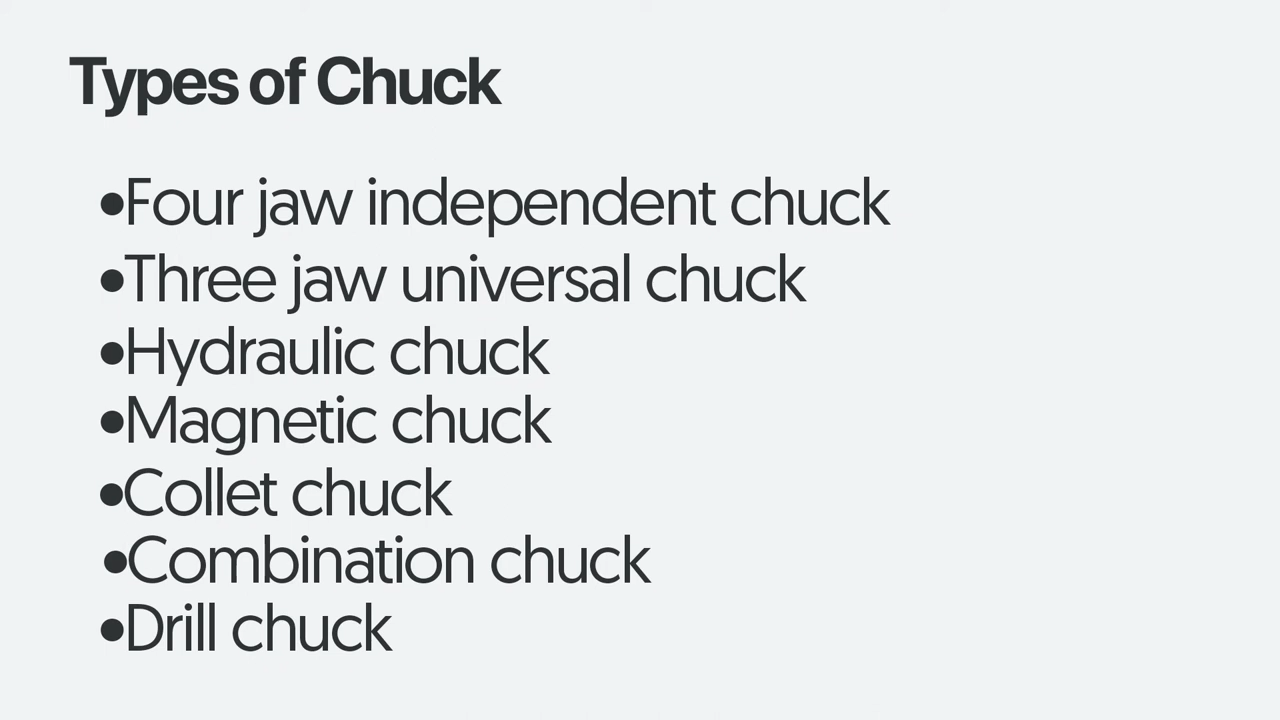 Types of Chuck
•Four jaw independent chuck
•Three jaw universal chuck
•Hydraulic chuck
•Magnetic chuck
•Collet chuck
•Combination chuck
•Drill chuck